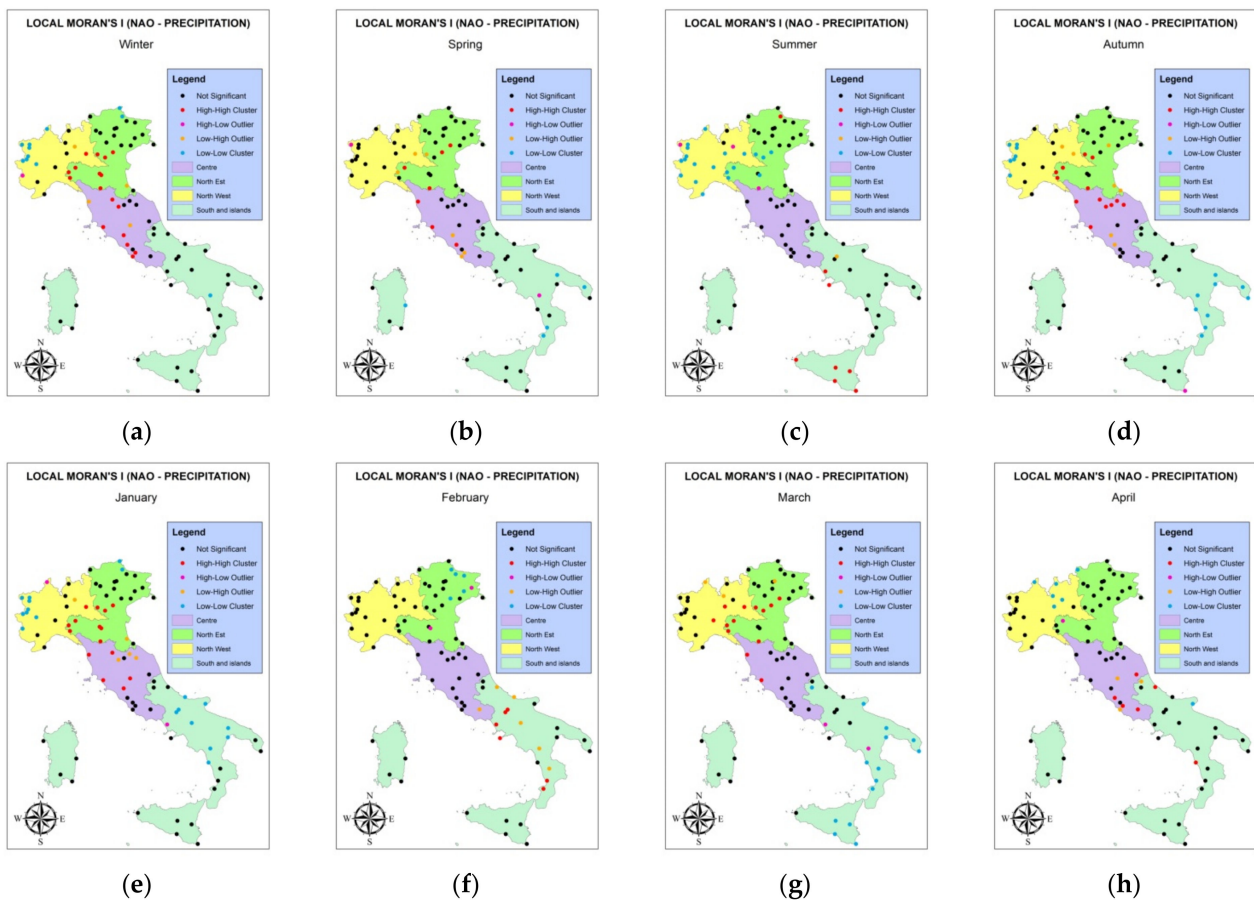 LOCAL MORAN'S I (NAO - PRECIPITATION)
Winter
Legend
Not Significant
High-High Cluster
High-Low Outlier
Low-High Outlier
Low-Low Cluster
Centre
North Est
North West
South and islands
N
W E
S
(a)
LOCAL MORAN'S I (NAO - PRECIPITATION)
Spring
Legend
Not Significant
High-High Cluster
High-Low Outlier
Low-High Outlier
Low-Low Cluster
Centre
North Est
North West
South and islands
N
W E
S
(b)
LOCAL MORAN'S I (NAO - PRECIPITATION)
Summer
Legend
Not Significant
High-High Cluster
High-Low Outlier
Low-High Outlier
Low-Low Cluster
Centre
North Est
North West
South and islands
N
W E
S
(c)
LOCAL MORAN'S I (NAO - PRECIPITATION)
Autumn
Legend
Not Significant
High-High Cluster
High-Low Outlier
Low-High Outlier
Low-Low Cluster
Centre
North Est
North West
South and islands
N
W E
S
(d)
LOCAL MORAN'S I (NAO - PRECIPITATION)
January
Legend
Not Significant
High-High Cluster
High-Low Outlier
Low-High Outlier
Low-Low Cluster
Centre
North Est
North West
South and islands
N
W E
S
(e)
LOCAL MORAN'S I (NAO - PRECIPITATION)
February
Legend
Not Significant
High-High Cluster
High-Low Outlier
Low-High Outlier
Low-Low Cluster
Centre
North Est
North West
South and islands
N
W E
S
(f)
LOCAL MORAN'S I (NAO - PRECIPITATION)
March
Legend
Not Significant
High-High Cluster
High-Low Outlier
Low-High Outlier
Low-Low Cluster
Centre
North Est
North West
South and islands
N
W E
S
(g)
LOCAL MORAN'S I (NAO - PRECIPITATION)
April
Legend
Not Significant
High-High Cluster
High-Low Outlier
Low-High Outlier
Low-Low Cluster
Centre
North Est
North West
South and islands
N
W E
S
(h)